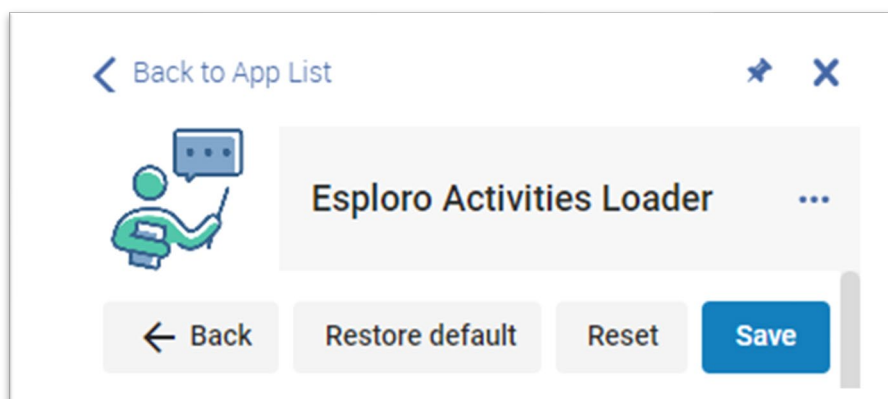 Back to App List
Esploro Activities Loader
Back Restore default Reset Save